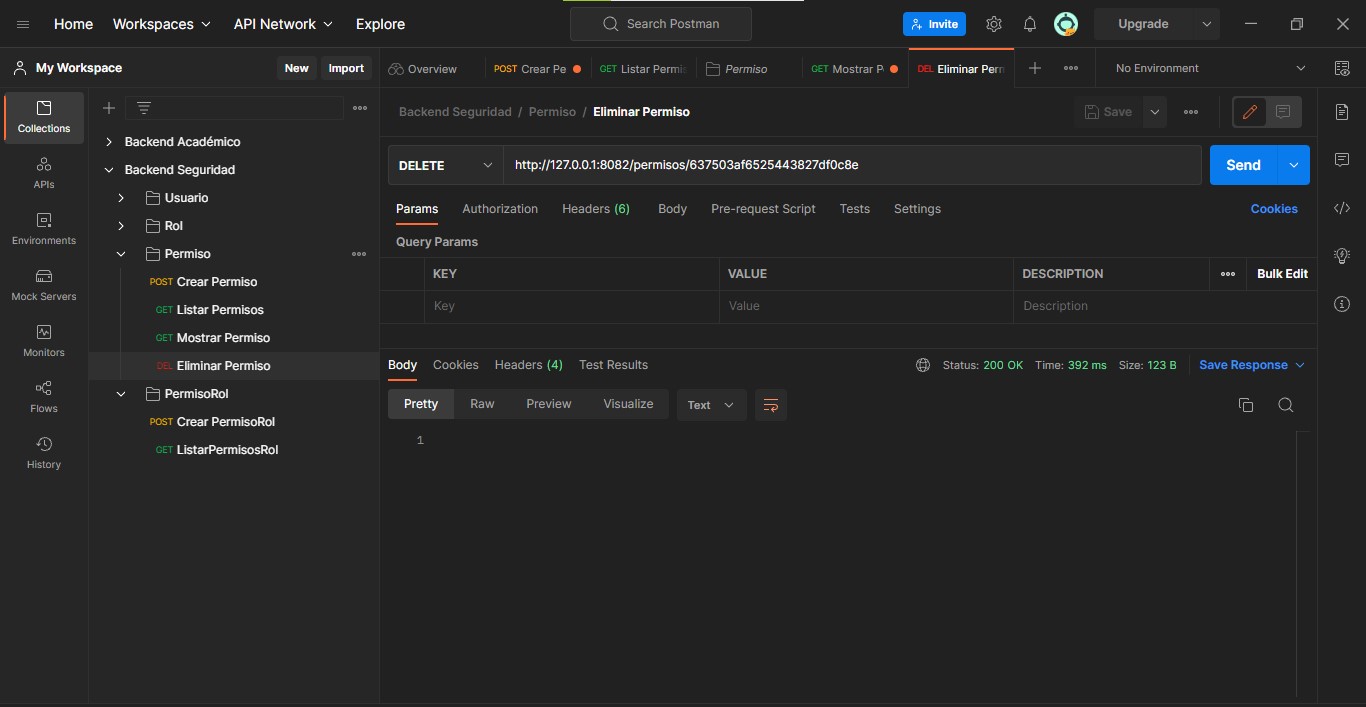 Home Workspaces API Network Explore Search Postman Invite Upgrade
My Workspace New Import Overview POST Crear Pe GET Listar Permis Permiso GET Mostrar P DEL Eliminar Perm No Environment
Collections
APIs
Environments
Mock Servers
Monitors
Flows
History
Backend Académico
Backend Seguridad
Usuario
Rol
Permiso
POST Crear Permiso
GET Listar Permisos
GET Mostrar Permiso
DEL Eliminar Permiso
PermisoRol
POST Crear PermisoRol
GET ListarPermisosRol
Backend Seguridad / Permiso / Eliminar Permiso Save
DELETE http://127.0.0.1:8082/permisos/637503af6525443827df0c8e Send
Params Authorization Headers (6) Body Pre-request Script Tests Settings Cookies
Query Params
KEY VALUE DESCRIPTION Bulk Edit
Key Value Description
Body Cookies Headers (4) Test Results Status: 200 OK Time: 392 ms Size: 123 B Save Response
Pretty Raw Preview Visualize Text
1